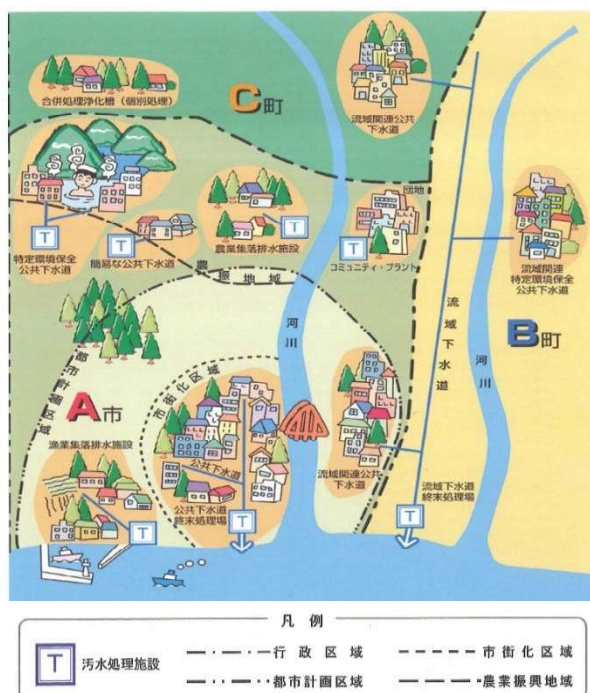 合併処理浄化槽（個別処理）
C町
流域関連公共
下水道
特定環境保全
公共下水道
T
簡易な公共下水道
T
農業集落排水施設
T
団地
コミュニティ・プラント
T
流域関連
特定環境保全
公共下水道
農振地域
河川
流域下水道
B町
河川
都市計画区域
A市
市街化区域
漁業集落排水施設
T
公共下水道
公共下水道
終末処理場
T
流域関連公共
下水道
流域下水道
終末処理場
T
凡例
T 汚水処理施設
行政区域
市街化区域
都市計画区域
農業振興地域